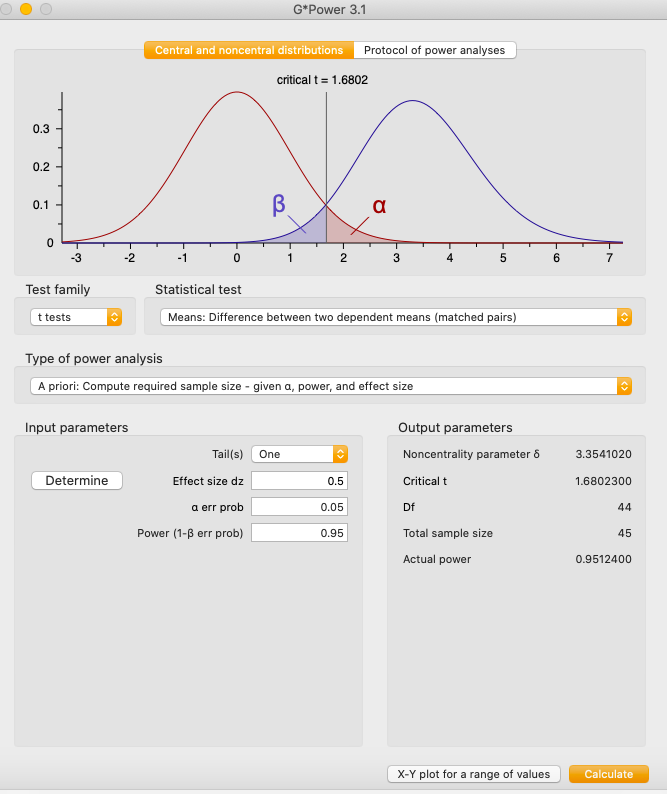 G*Power 3.1
Central and noncentral distributions Protocol of power analyses
critical t = 1.6802
0.3
0.2
0.1
0
β
α
-3 -2 -1 0 1 2 3 4 5 6 7
Test family Statistical test
t tests Means: Difference between two dependent means (matched pairs)
Type of power analysis
A priori: Compute required sample size - given α, power, and effect size
Input parameters
Tail(s) One
Determine Effect size dz 0.5
α err prob 0.05
Power (1-β err prob) 0.95
Output parameters
Noncentrality parameter δ 3.3541020
Critical t 1.6802300
Df 44
Total sample size 45
Actual power 0.9512400
X-Y plot for a range of values Calculate